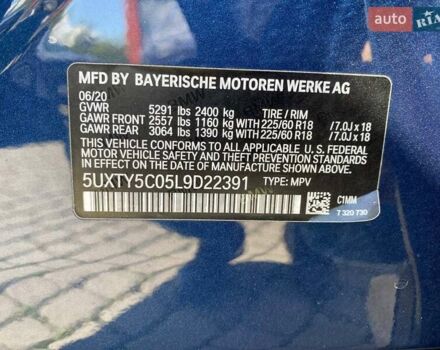 auto RIA
MFD BY BAYERISCHE MOTOREN WERKE AG
06/20
GVWR 5291 lbs 2400 kg TIRE / RIM
GAWR FRONT 2557 lbs 1160 kg WITH 225/60 R18 /7.0J x 18
GAWR REAR 3064 lbs 1390 kg WITH 225/60 R18 /7.0J x 18
THIS VEHICLE CONFORMS TO ALL APPLICABLE U. S. FEDERAL
MOTOR VEHICLE SAFETY, BUMPER, AND THEFT PREVENTION
STANDARDS IN EFFECT ON THE DATE OF MANUFACTURE SHOWN ABOVE.
5UXTY5C05L9D22391 TYPE: MPV
C1MM
7 320 730